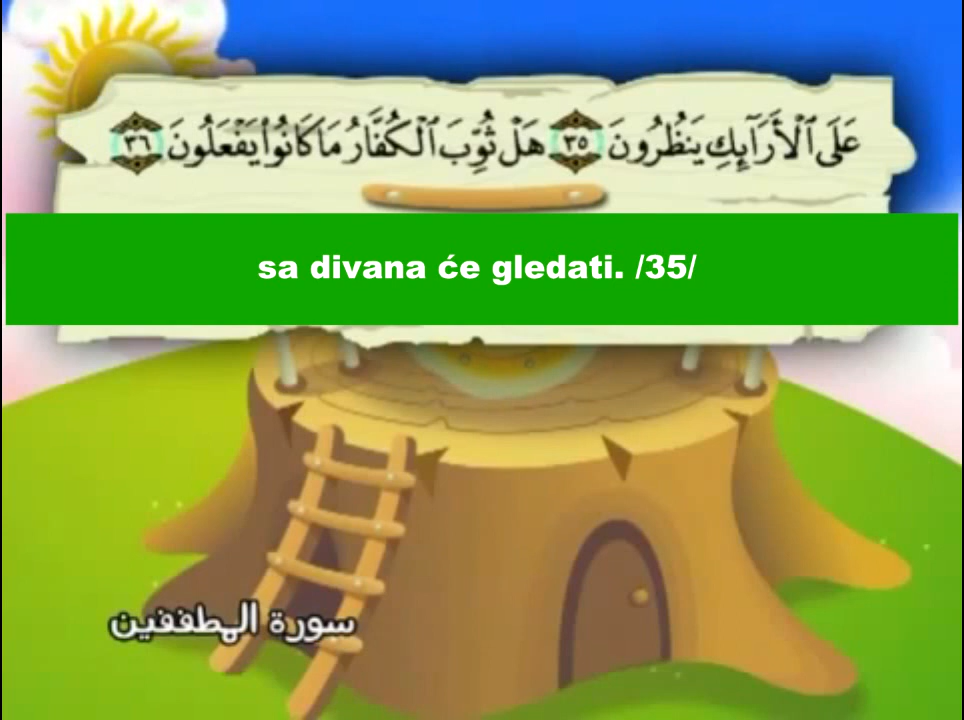 عَلَى ٱلْأَرَآئِكِ يَنظُرُونَ ٣٥ هَلْ ثُوِّبَ ٱلْكُفَّارُ مَا كَانُوا۟ يَفْعَلُونَ ٣٦
sa divana će gledati. /35/
سورة المطففين